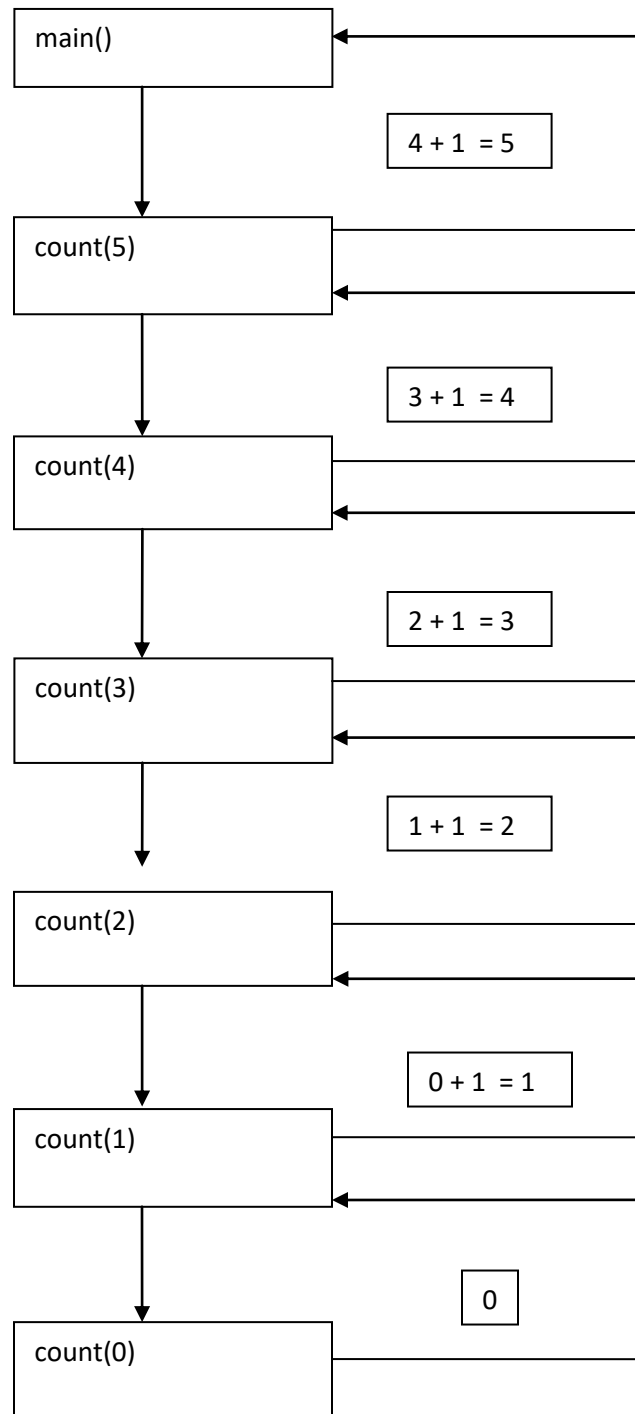 main()
4 + 1 = 5
count(5)
3 + 1 = 4
count(4)
2 + 1 = 3
count(3)
1 + 1 = 2
count(2)
0 + 1 = 1
count(1)
0
count(0)